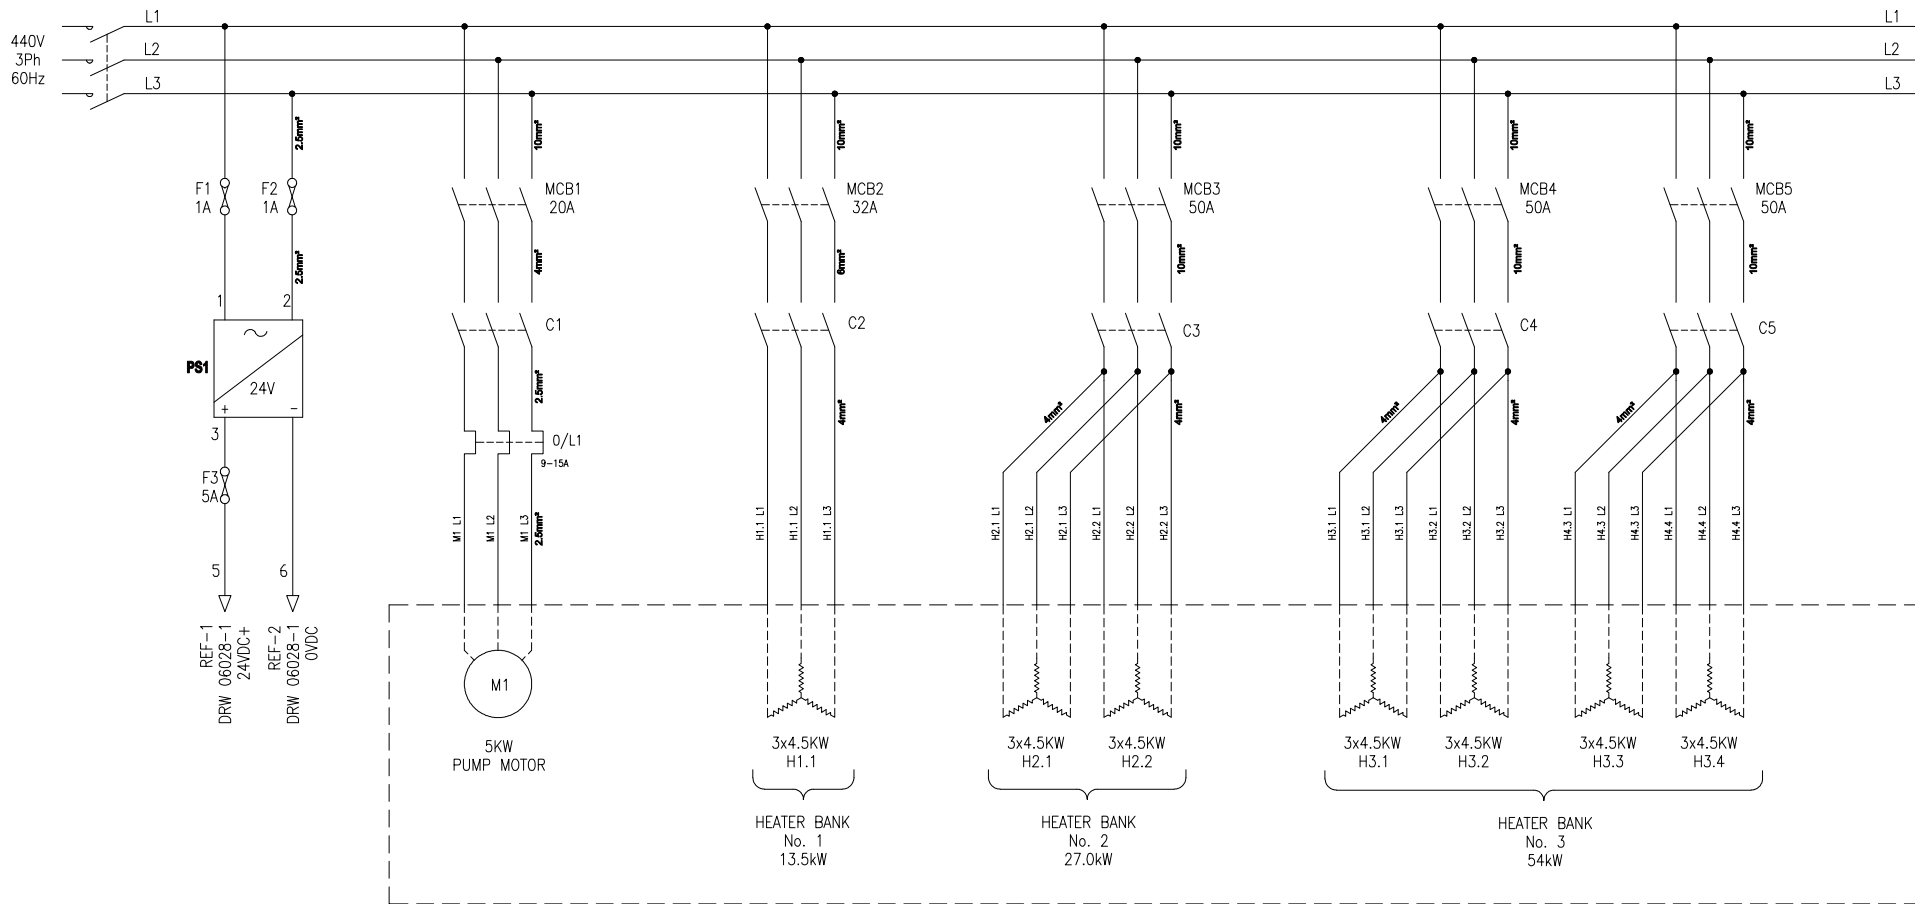 L1
L1
440V
3Ph
60Hz
L2
L2
L3
L3
2.5mm²
10mm²
10mm²
10mm²
10mm²
10mm²
F1
1A
F2
1A
MCB1
20A
MCB2
32A
MCB3
50A
MCB4
50A
MCB5
50A
2.5mm²
4mm²
6mm²
10mm²
10mm²
10mm²
1
2
C1
C2
C3
C4
C5
PS1
24V
+
−
2.5mm²
4mm²
4mm²
4mm²
4mm²
4mm²
4mm²
4mm²
3
O/L1
9-15A
F3
5A
M1 L1
M1 L2
M1 L3
2.5mm²
H1.1 L1
H1.1 L2
H1.1 L3
H2.1 L1
H2.1 L2
H2.1 L3
H2.2 L1
H2.2 L2
H2.2 L3
H3.1 L1
H3.1 L2
H3.1 L3
H3.2 L1
H3.2 L2
H3.2 L3
H4.3 L1
H4.3 L2
H4.3 L3
H4.4 L1
H4.4 L2
H4.4 L3
5
6
REF-1
DRW 06028-1
24VDC+
REF-2
DRW 06028-1
0VDC
M1
5KW
PUMP MOTOR
3x4.5KW
H1.1
3x4.5KW
H2.1
3x4.5KW
H2.2
3x4.5KW
H3.1
3x4.5KW
H3.2
3x4.5KW
H3.3
3x4.5KW
H3.4
HEATER BANK
No. 1
13.5kW
HEATER BANK
No. 2
27.0kW
HEATER BANK
No. 3
54kW